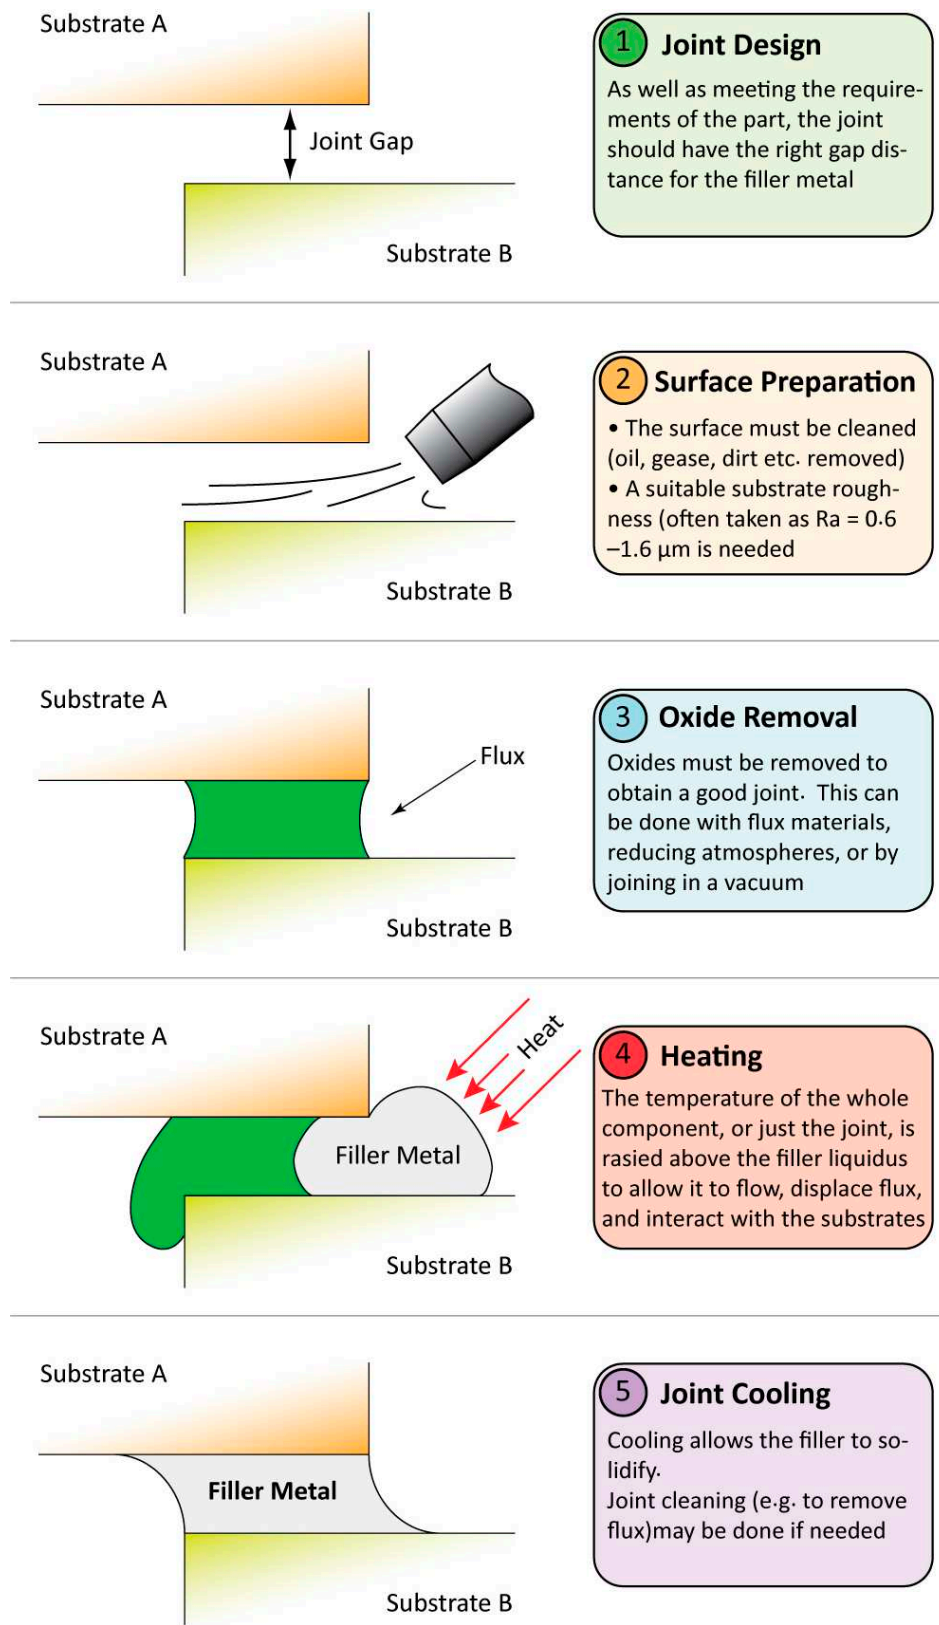 Substrate A
Joint Gap
Substrate B
1 Joint Design
As well as meeting the require-
ments of the part, the joint
should have the right gap dis-
tance for the filler metal
Substrate A
Substrate B
2 Surface Preparation
• The surface must be cleaned
(oil, gease, dirt etc. removed)
• A suitable substrate rough-
ness (often taken as Ra = 0.6
–1.6 μm is needed
Substrate A
Flux
Substrate B
3 Oxide Removal
Oxides must be removed to
obtain a good joint. This can
be done with flux materials,
reducing atmospheres, or by
joining in a vacuum
Substrate A
Heat
Filler Metal
Substrate B
4 Heating
The temperature of the whole
component, or just the joint, is
rasied above the filler liquidus
to allow it to flow, displace flux,
and interact with the substrates
Substrate A
Filler Metal
Substrate B
5 Joint Cooling
Cooling allows the filler to so-
lidify.
Joint cleaning (e.g. to remove
flux)may be done if needed